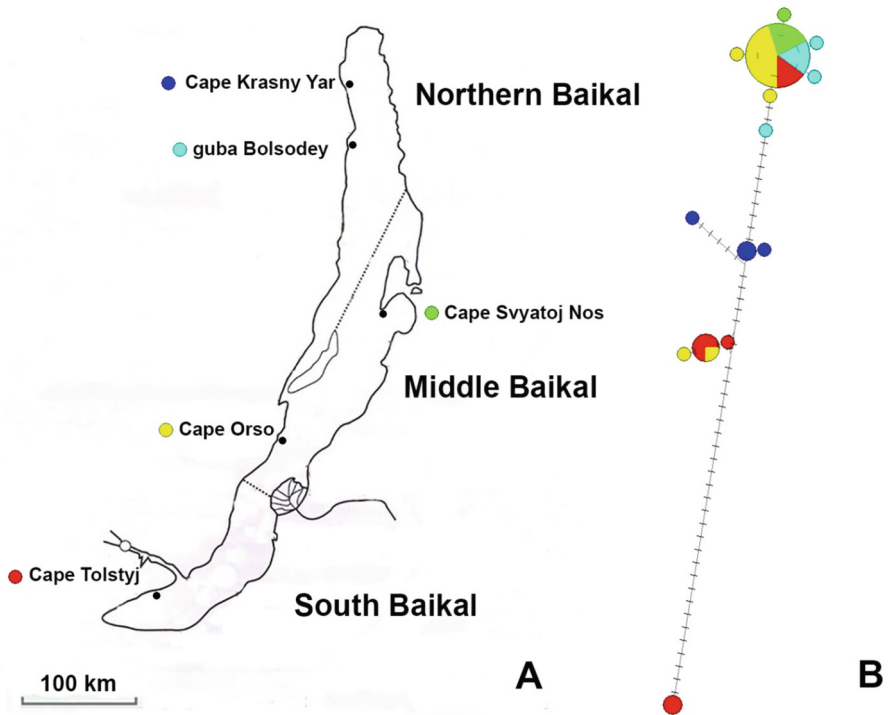 Cape Krasny Yar
Northern Baikal
guba Bolsodey
Cape Svyatoj Nos
Middle Baikal
Cape Orso
Cape Tolstyj
South Baikal
100 km
A
B